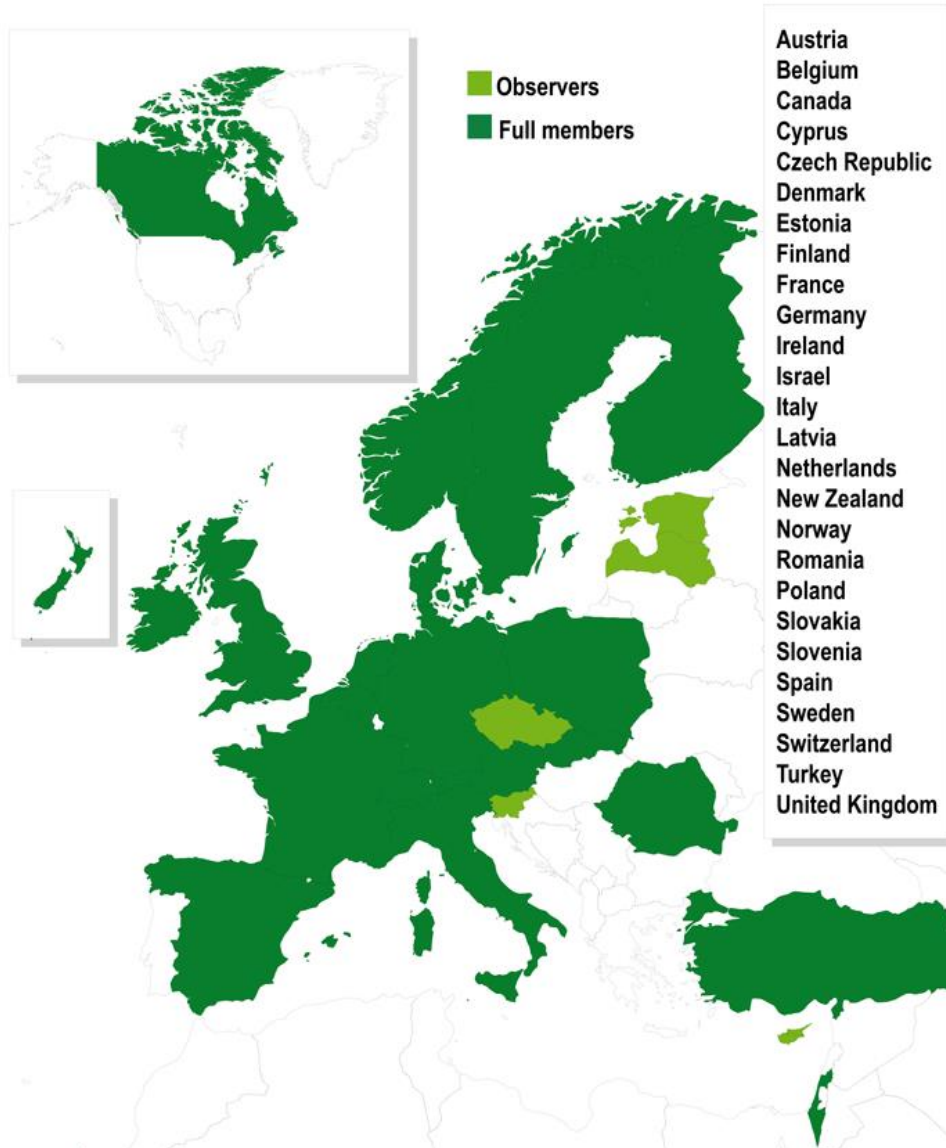 Observers
Full members
Austria
Belgium
Canada
Cyprus
Czech Republic
Denmark
Estonia
Finland
France
Germany
Ireland
Israel
Italy
Latvia
Netherlands
New Zealand
Norway
Romania
Poland
Slovakia
Slovenia
Spain
Sweden
Switzerland
Turkey
United Kingdom